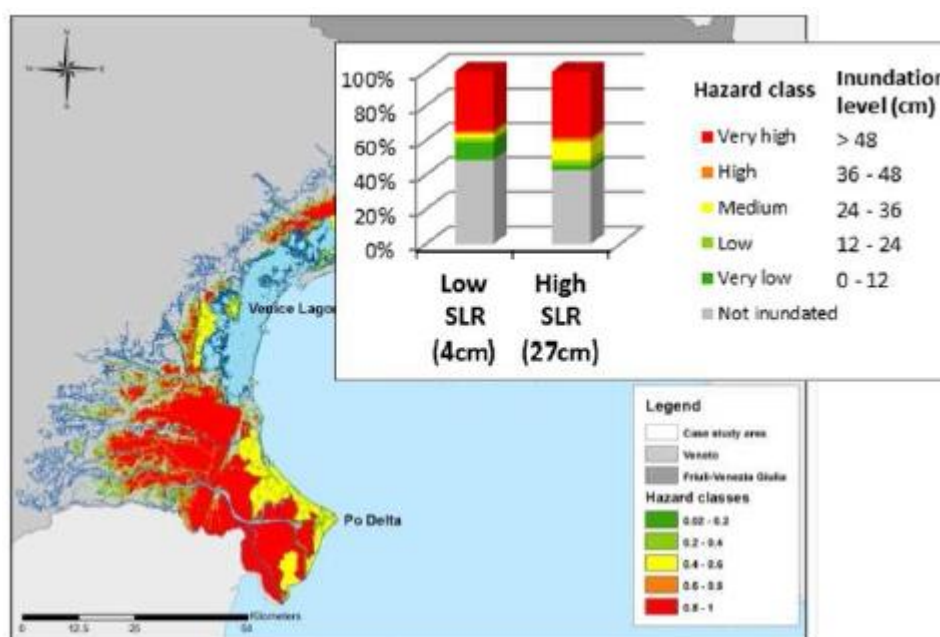 N
W
E
S
Venice Lagoo
Po Delta
Kilometers
0 12.5 25 50
100%
80%
60%
40%
20%
0%
Low
SLR
(4cm)
High
SLR
(27cm)
Hazard class
Inundation
level (cm)
Very high > 48
High 36 - 48
Medium 24 - 36
Low 12 - 24
Very low 0 - 12
Not inundated
Legend
Case study area
Veneto
Friuli-Venezia Giulia
Hazard classes
0.02 - 0.2
0.2 - 0.4
0.4 - 0.6
0.6 - 0.8
0.8 - 1